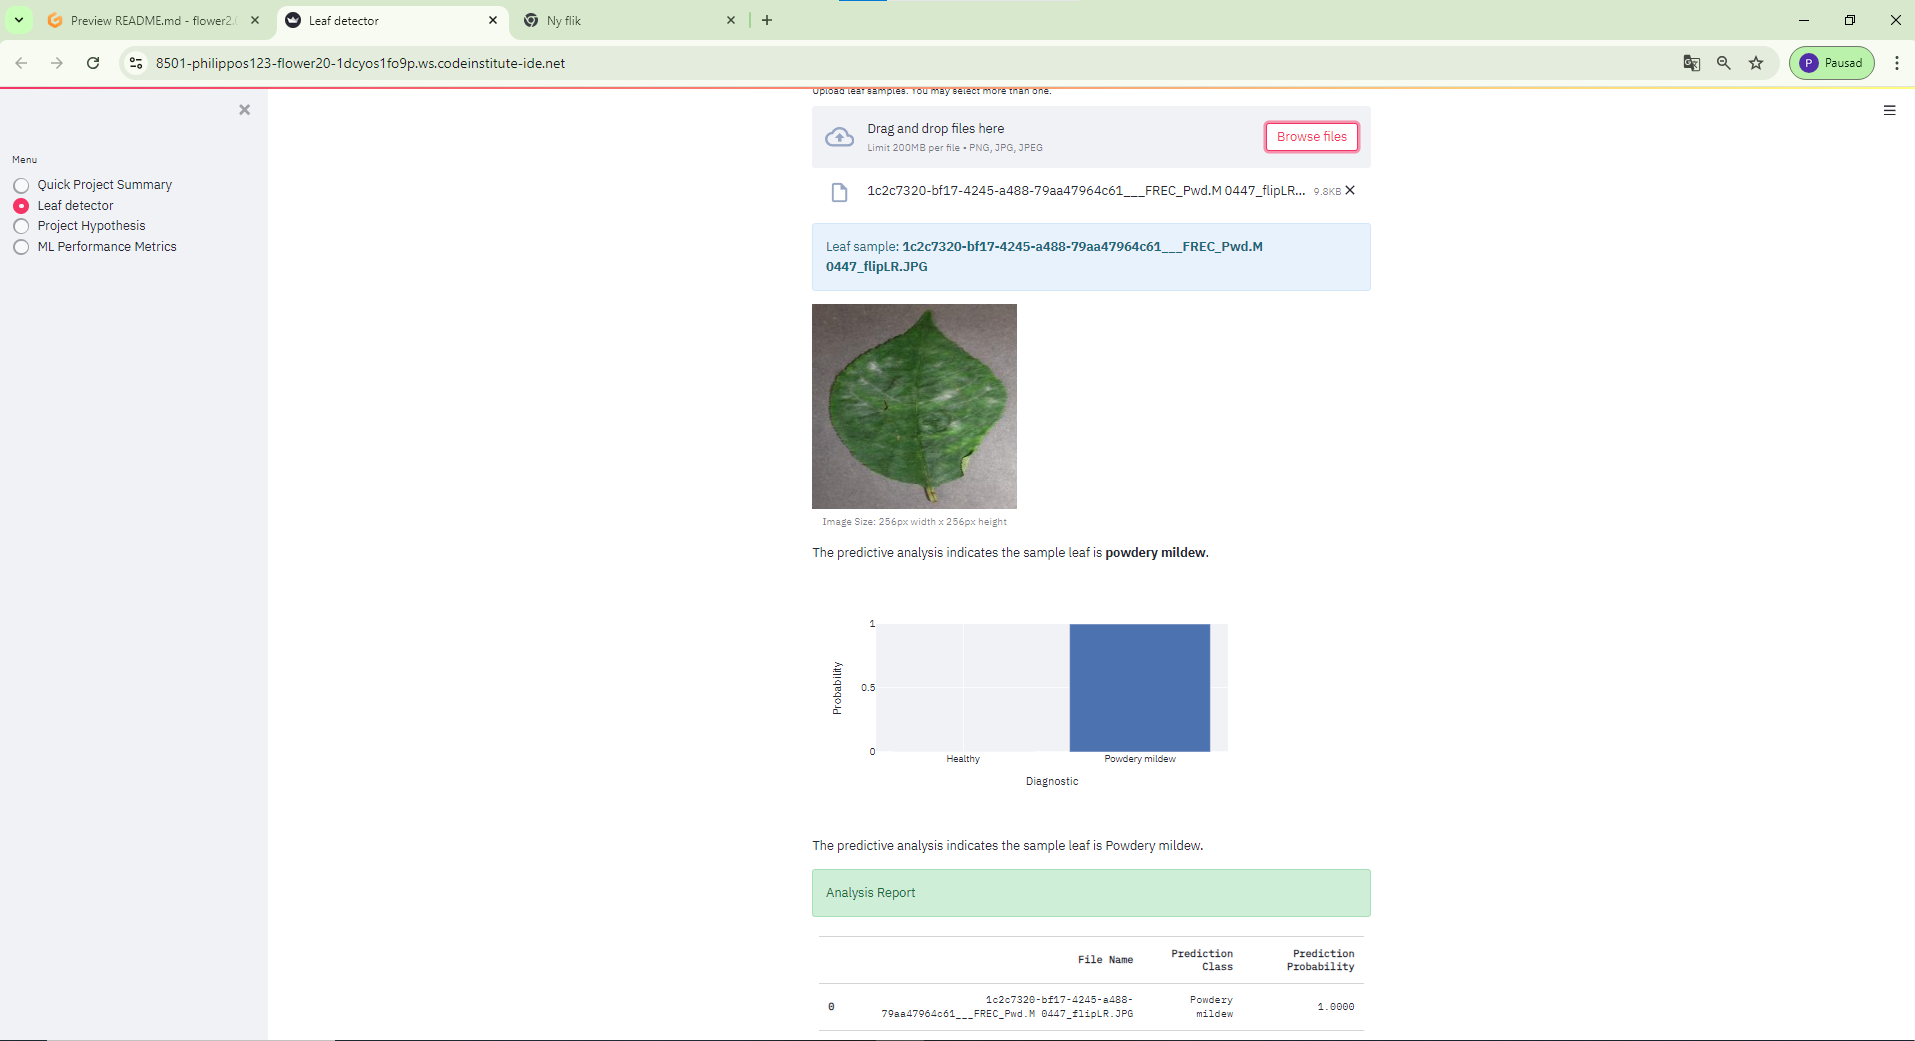 Preview README.md - flower2.
Leaf detector
Ny flik
8501-philippos123-flower20-1dcyos1fo9p.ws.codeinstitute-ide.net
P Pausad
Menu
Quick Project Summary
Leaf detector
Project Hypothesis
ML Performance Metrics
Upload leaf samples. You may select more than one.
Drag and drop files here
Limit 200MB per file • PNG, JPG, JPEG
Browse files
1c2c7320-bf17-4245-a488-79aa47964c61___FREC_Pwd.M 0447_flipLR... 9.8KB
Leaf sample: 1c2c7320-bf17-4245-a488-79aa47964c61___FREC_Pwd.M
0447_flipLR.JPG
Image Size: 256px width x 256px height
The predictive analysis indicates the sample leaf is powdery mildew.
1
0.5
0
Probability
Healthy
Powdery mildew
Diagnostic
The predictive analysis indicates the sample leaf is Powdery mildew.
Analysis Report
File Name
Prediction
Class
Prediction
Probability
0
1c2c7320-bf17-4245-a488-
79aa47964c61___FREC_Pwd.M 0447_flipLR.JPG
Powdery
mildew
1.0000